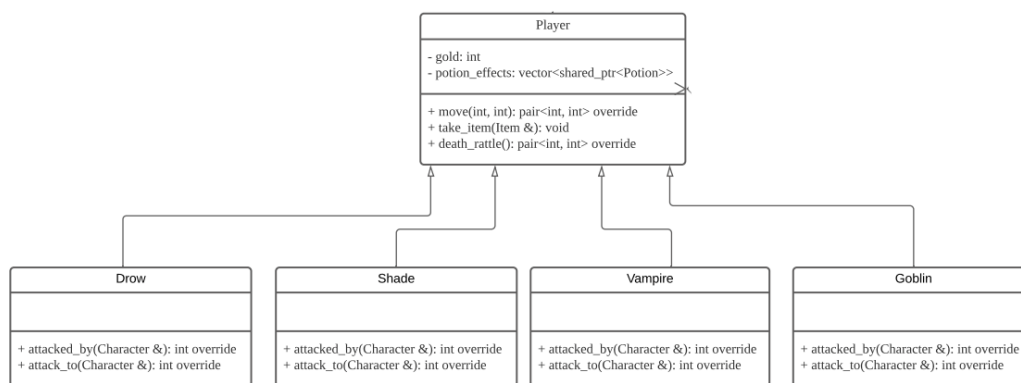 Player
- gold: int
- potion_effects: vector<shared_ptr<Potion>>
+ move(int, int): pair<int, int> override
+ take_item(Item &): void
+ death_rattle(): pair<int, int> override
Drow
+ attacked_by(Character &): int override
+ attack_to(Character &): int override
Shade
+ attacked_by(Character &): int override
+ attack_to(Character &): int override
Vampire
+ attacked_by(Character &): int override
+ attack_to(Character &): int override
Goblin
+ attacked_by(Character &): int override
+ attack_to(Character &): int override